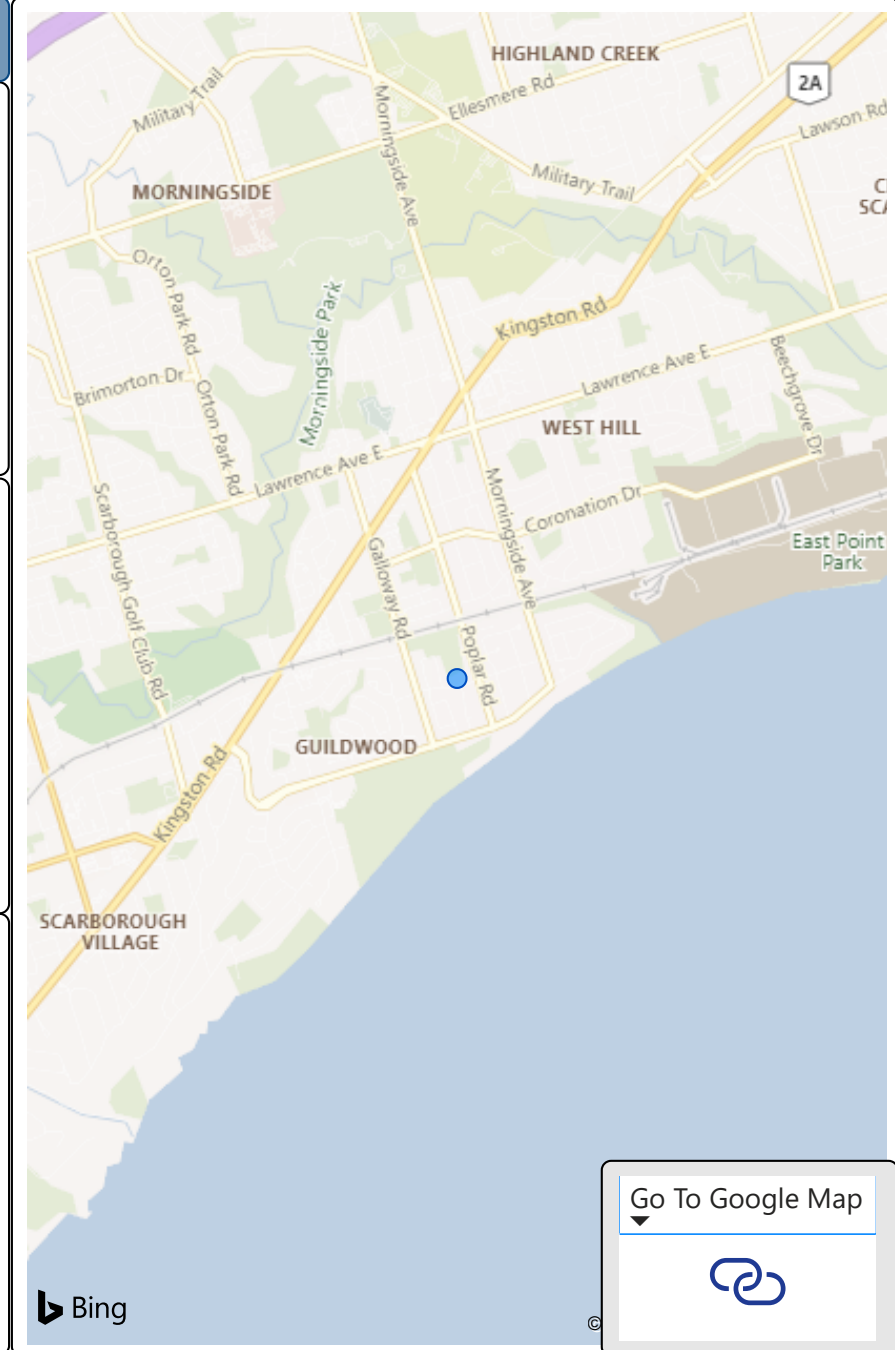 HIGHLAND CREEK
2A
Military Trail
Ellesmere Rd
Lawson Rd
Morningside Ave
Military Trail
MORNINGSIDE
C
SCA
Orton Park Rd
Morningside Park
Kingston Rd
Brimorton Dr
Orton Park Rd
Lawrence Ave E
Beechgrove Dr
WEST HILL
Lawrence Ave E
Scarborough Golf Club Rd
Morningside Ave
Coronation Dr
Galloway Rd
East Point
Park
Poplar Rd
GUILDWOOD
Kingston Rd
SCARBOROUGH
VILLAGE
Go To Google Map
Bing
©